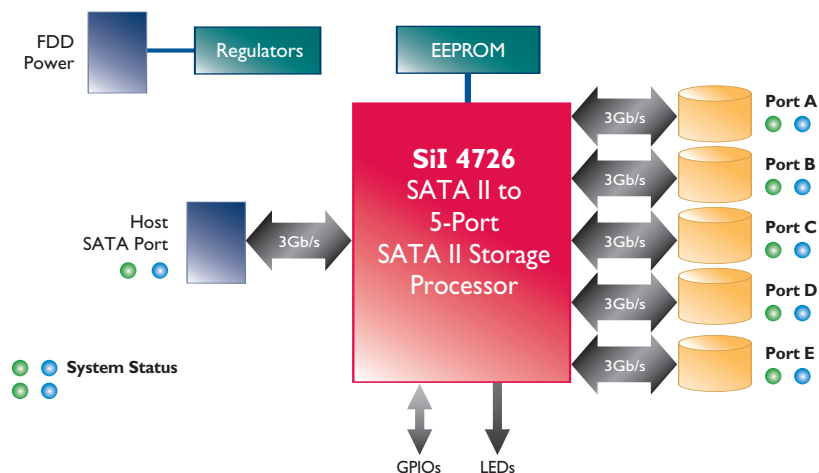 FDD
Power
Regulators
EEPROM
SiI 4726
SATA II to
5-Port
SATA II Storage
Processor
Host
SATA Port
3Gb/s
3Gb/s
Port A
3Gb/s
Port B
3Gb/s
Port C
3Gb/s
Port D
3Gb/s
Port E
System Status
GPIOs
LEDs